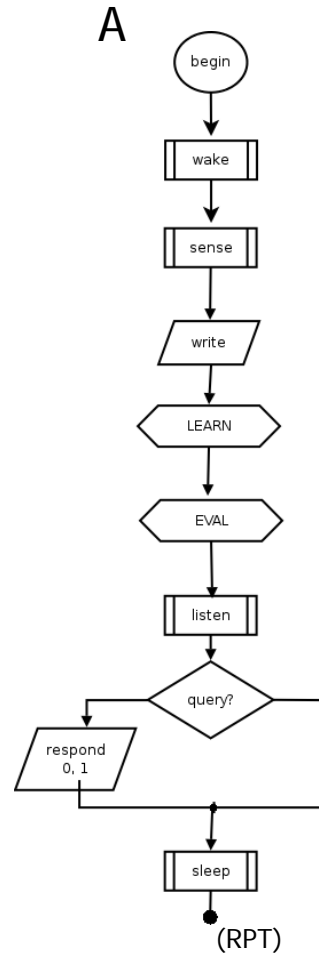 A
begin
wake
sense
write
LEARN
EVAL
listen
query?
respond
0, 1
sleep
(RPT)